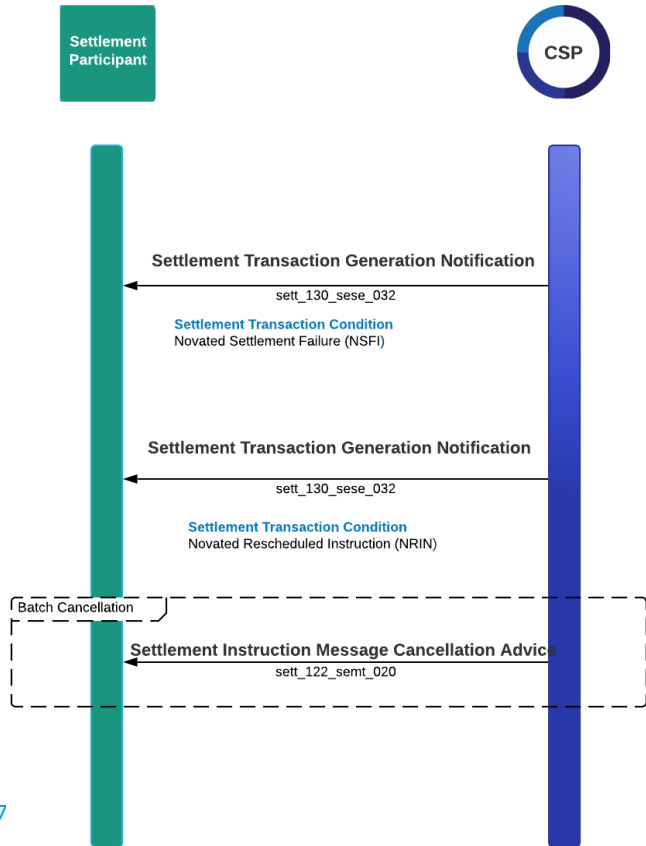 Settlement
Participant
CSP
Settlement Transaction Generation Notification
sett_130_sese_032
Settlement Transaction Condition
Novated Settlement Failure (NSFI)
Settlement Transaction Generation Notification
sett_130_sese_032
Settlement Transaction Condition
Novated Rescheduled Instruction (NRIN)
Batch Cancellation
Settlement Instruction Message Cancellation Advice
sett_122_semt_020
7